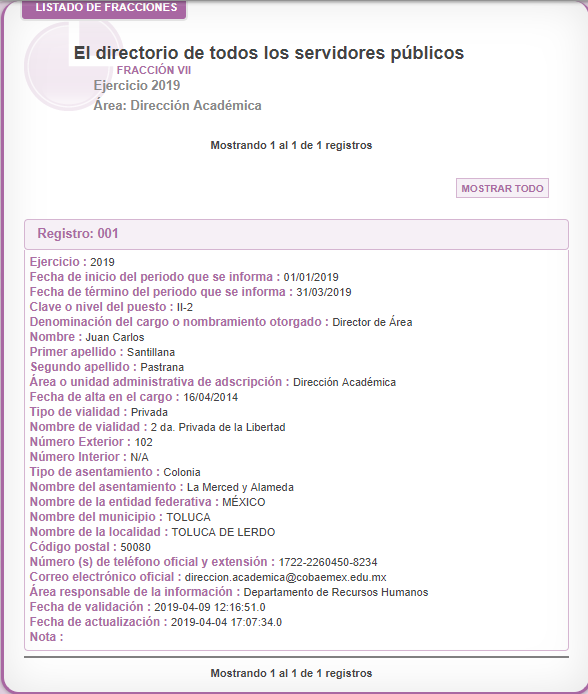 LISTADO DE FRACCIONES
El directorio de todos los servidores públicos
FRACCIÓN VII
Ejercicio 2019
Área: Dirección Académica
Mostrando 1 al 1 de 1 registros
MOSTRAR TODO
Registro: 001
Ejercicio : 2019
Fecha de inicio del periodo que se informa : 01/01/2019
Fecha de término del periodo que se informa : 31/03/2019
Clave o nivel del puesto : II-2
Denominación del cargo o nombramiento otorgado : Director de Área
Nombre : Juan Carlos
Primer apellido : Santillana
Segundo apellido : Pastrana
Área o unidad administrativa de adscripción : Dirección Académica
Fecha de alta en el cargo : 16/04/2014
Tipo de vialidad : Privada
Nombre de vialidad : 2 da. Privada de la Libertad
Número Exterior : 102
Número Interior : N/A
Tipo de asentamiento : Colonia
Nombre del asentamiento : La Merced y Alameda
Nombre de la entidad federativa : MÉXICO
Nombre del municipio : TOLUCA
Nombre de la localidad : TOLUCA DE LERDO
Código postal : 50080
Número (s) de teléfono oficial y extensión : 1722-2260450-8234
Correo electrónico oficial : direccion.academica@cobaemex.edu.mx
Área responsable de la información : Departamento de Recursos Humanos
Fecha de validación : 2019-04-09 12:16:51.0
Fecha de actualización : 2019-04-04 17:07:34.0
Nota :
Mostrando 1 al 1 de 1 registros